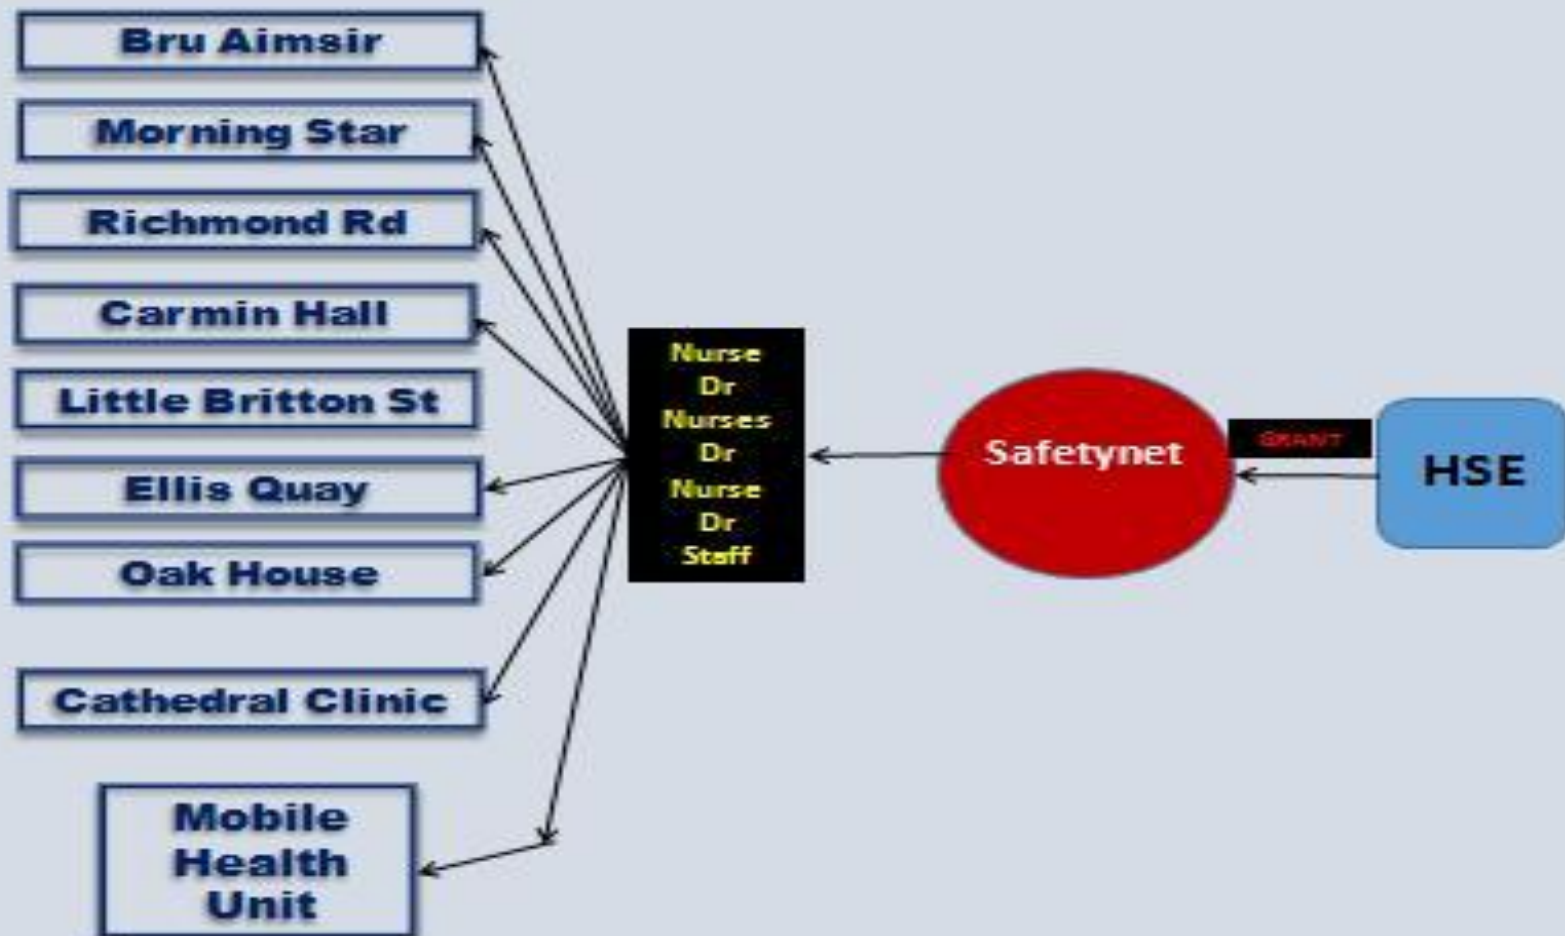 Bru Aimsir
Morning Star
Richmond Rd
Carmin Hall
Little Britton St
Ellis Quay
Oak House
Cathedral Clinic
Mobile
Health
Unit
Nurse
Dr
Nurses
Dr
Nurse
Dr
Staff
Safetynet
GRANT
HSE